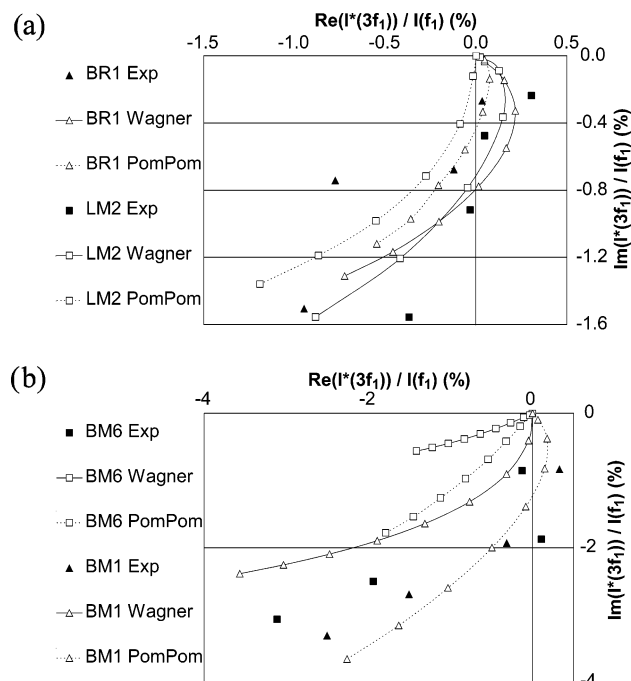 (a)
Re(I*(3f₁)) / I(f₁) (%)
-1.5 -1.0 -0.5 0.0 0.5
BR1 Exp
BR1 Wagner
BR1 PomPom
LM2 Exp
LM2 Wagner
LM2 PomPom
0.0
-0.4
-0.8
-1.2
-1.6
Im(I*(3f₁)) / I(f₁) (%)
(b)
Re(I*(3f₁)) / I(f₁) (%)
-4 -2 0
BM6 Exp
BM6 Wagner
BM6 PomPom
BM1 Exp
BM1 Wagner
BM1 PomPom
0
-2
-4
Im(I*(3f₁)) / I(f₁) (%)